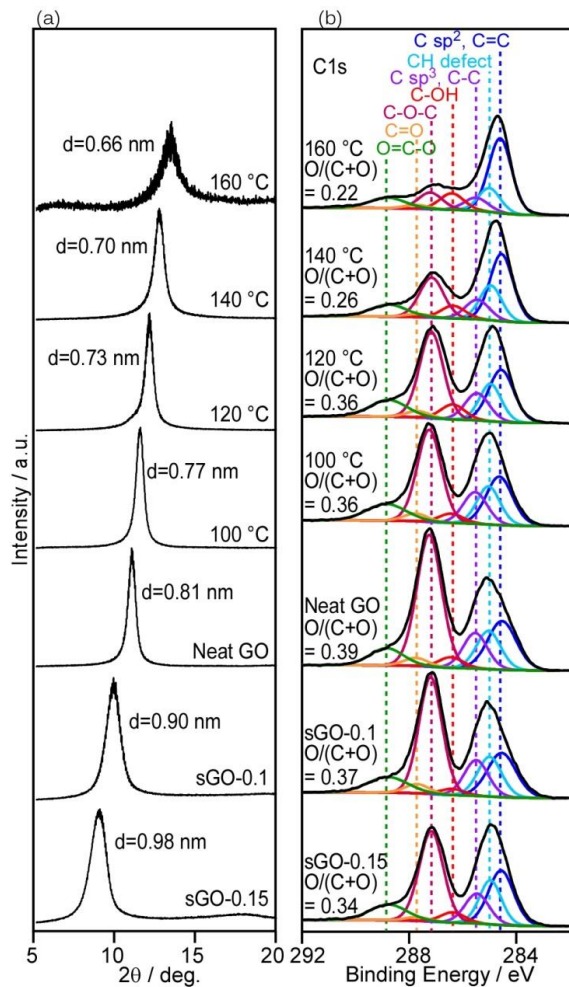 (a)
Intensity / a.u.
d=0.66 nm
160 °C
d=0.70 nm
140 °C
d=0.73 nm
120 °C
d=0.77 nm
100 °C
d=0.81 nm
Neat GO
d=0.90 nm
sGO-0.1
d=0.98 nm
sGO-0.15
5 10 15 20
2θ / deg.
(b)
C1s
C sp², C=C
CH defect
C sp³, C-C
C-OH
C-O-C
C=O
O=C-O
160 °C
O/(C+O)
= 0.22
140 °C
O/(C+O)
= 0.26
120 °C
O/(C+O)
= 0.36
100 °C
O/(C+O)
= 0.36
Neat GO
O/(C+O)
= 0.39
sGO-0.1
O/(C+O)
= 0.37
sGO-0.15
O/(C+O)
= 0.34
292 288 284
Binding Energy / eV